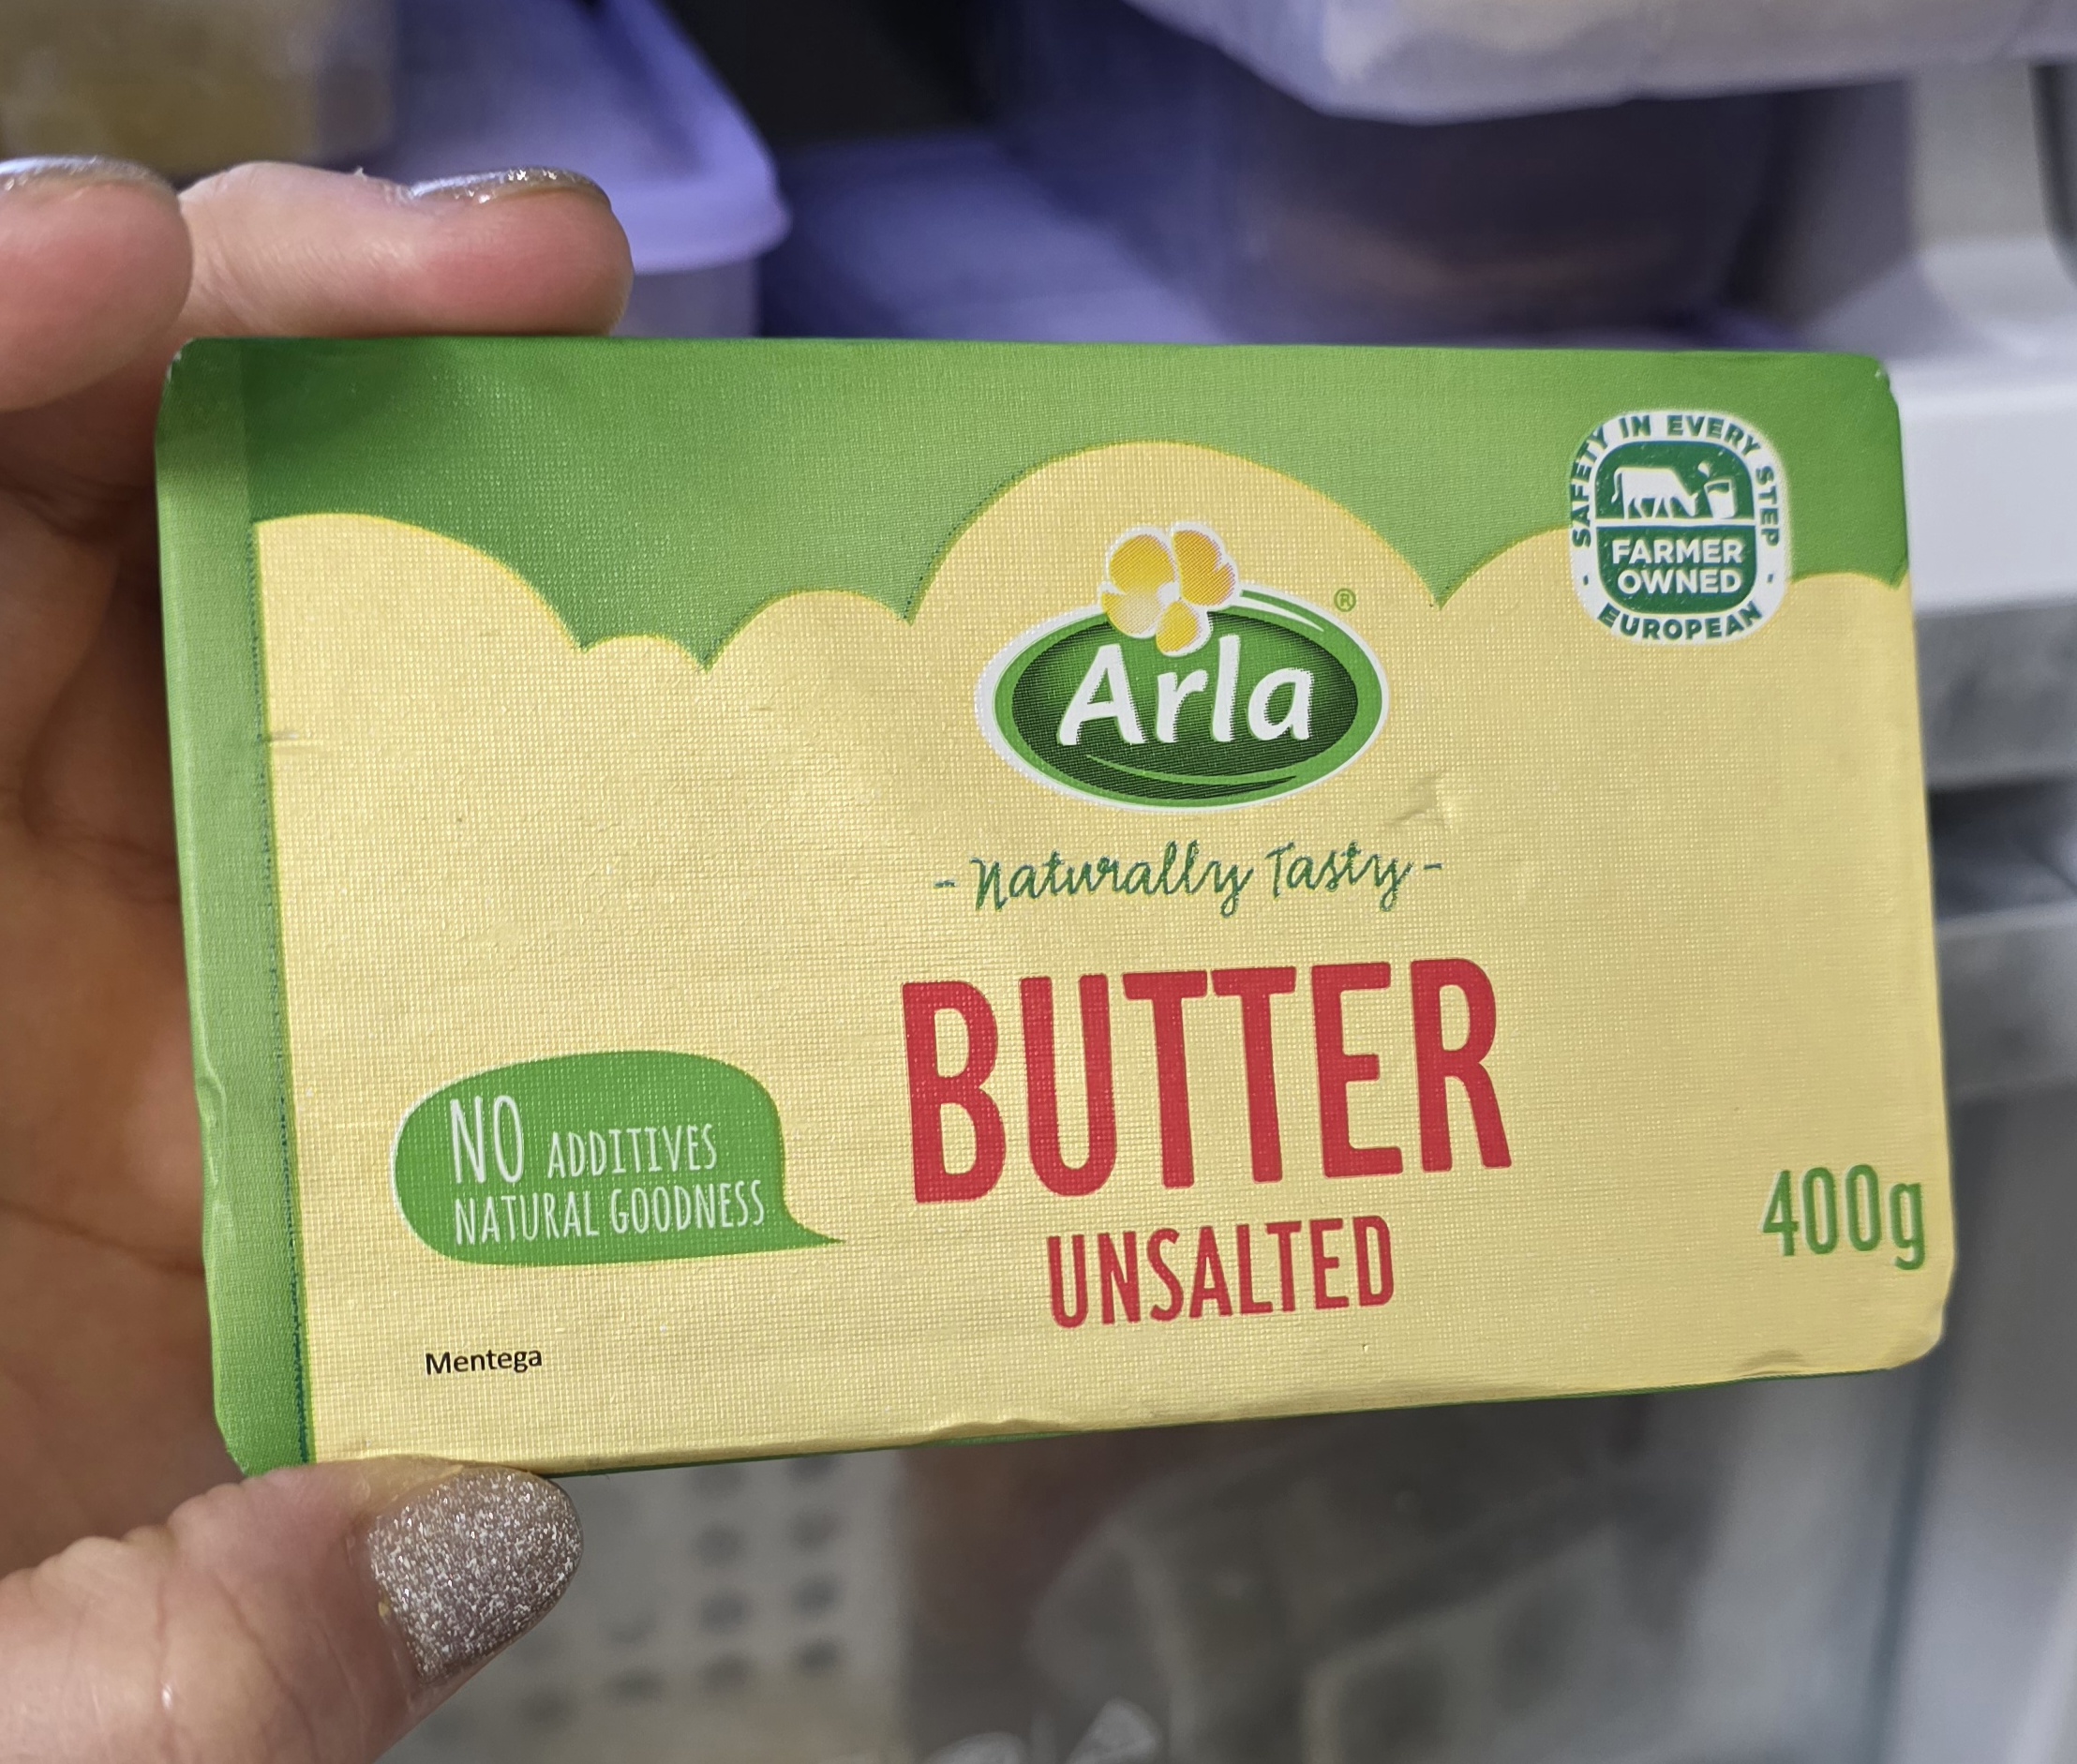 SAFETY IN EVERY STEP
FARMER
OWNED
- EUROPEAN -
Arla®
- Naturally Tasty -
BUTTER
UNSALTED
NO ADDITIVES
NATURAL GOODNESS
400g
Mentega